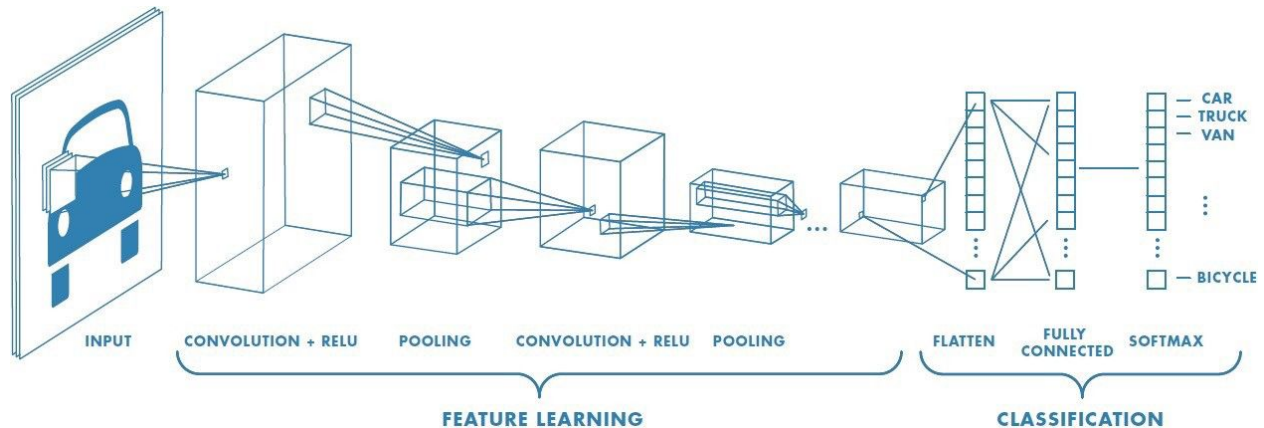 CAR
TRUCK
VAN
BICYCLE
INPUT
CONVOLUTION + RELU
POOLING
CONVOLUTION + RELU
POOLING
FLATTEN
FULLY
CONNECTED
SOFTMAX
FEATURE LEARNING
CLASSIFICATION